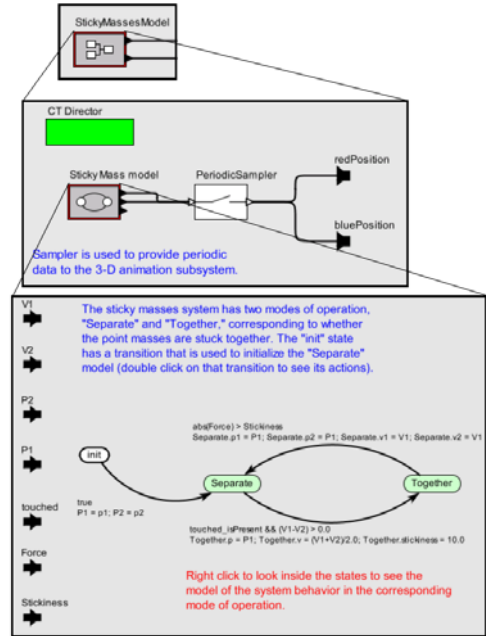 StickyMassesModel
CT Director
StickyMass model
PeriodicSampler
redPosition
bluePosition
Sampler is used to provide periodic
data to the 3-D animation subsystem.
V1
The sticky masses system has two modes of operation,
"Separate" and "Together," corresponding to whether
the point masses are stuck together. The "init" state
has a transition that is used to initialize the "Separate"
model (double click on that transition to see its actions).
V2
P2
abs(Force) > Stickiness
Separate.p1 = P1; Separate.p2 = P1; Separate.v1 = V1; Separate.v2 = V1
P1
init
Separate
Together
true
P1 = p1; P2 = p2
touched
touched_isPresent && (V1-V2) > 0.0
Together.p = P1; Together.v = (V1+V2)/2.0; Together.stickiness = 10.0
Force
Right click to look inside the states to see the
model of the system behavior in the corresponding
mode of operation.
Stickiness